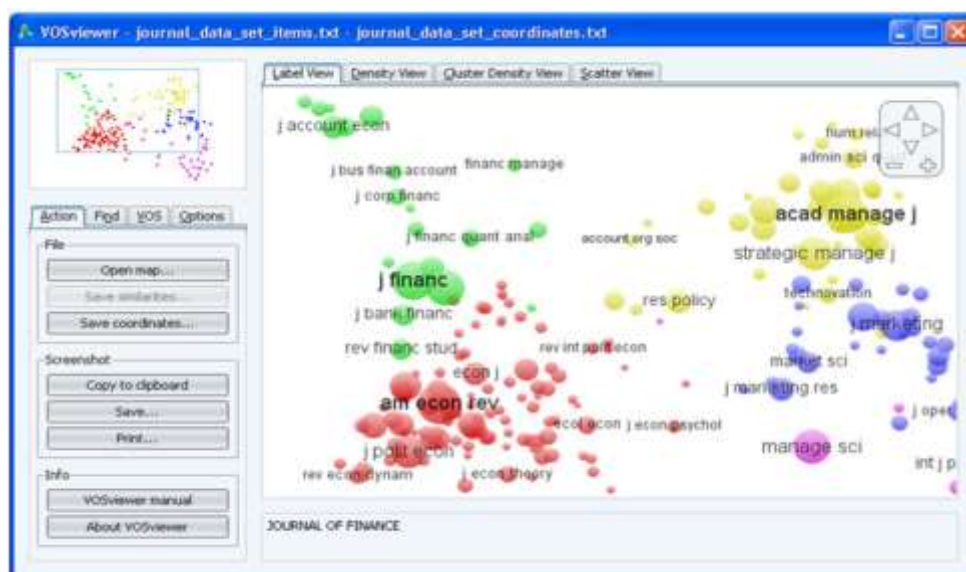 VOSviewer - journal_data_set_items.txt - journal_data_set_coordinates.txt
Label View Density View Cluster Density View Scatter View
Action Find VOS Options
File
Open map...
Save similarities...
Save coordinates...
Screenshot
Copy to clipboard
Save...
Print...
Info
VOSviewer manual
About VOSviewer
j account econ
hum rel
j bus finan account
financ manage
admin sci q
j corp financ
acad manage j
j financ quant anal
account org soc
strategic manage j
j financ
technovation
res policy
j bank financ
j marketing
rev financ stud
rev int polit econ
market sci
econ j
j marketing res
am econ rev
j oper
ecol econ
j econ psychol
j polit econ
manage sci
rev econ dynam
j econ theory
int j p
JOURNAL OF FINANCE